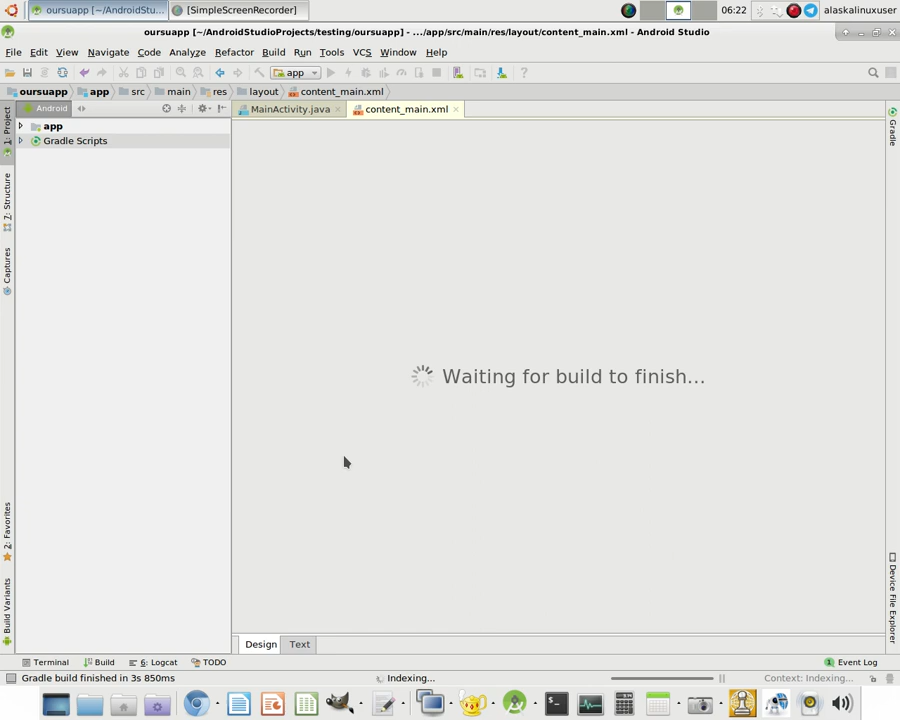 oursuapp [~/AndroidStu... [SimpleScreenRecorder] 06:22 alaskalinuxuser
oursuapp [~/AndroidStudioProjects/testing/oursuapp] - .../app/src/main/res/layout/content_main.xml - Android Studio
File Edit View Navigate Code Analyze Refactor Build Run Tools VCS Window Help
app
oursuapp app src main res layout content_main.xml
Android MainActivity.java content_main.xml
app
Gradle Scripts
1: Project
7: Structure
Captures
2: Favorites
Build Variants
Gradle
Device File Explorer
Waiting for build to finish...
Design Text
Terminal Build 6: Logcat TODO 1 Event Log
Gradle build finished in 3s 850ms Indexing... Context: Indexing...